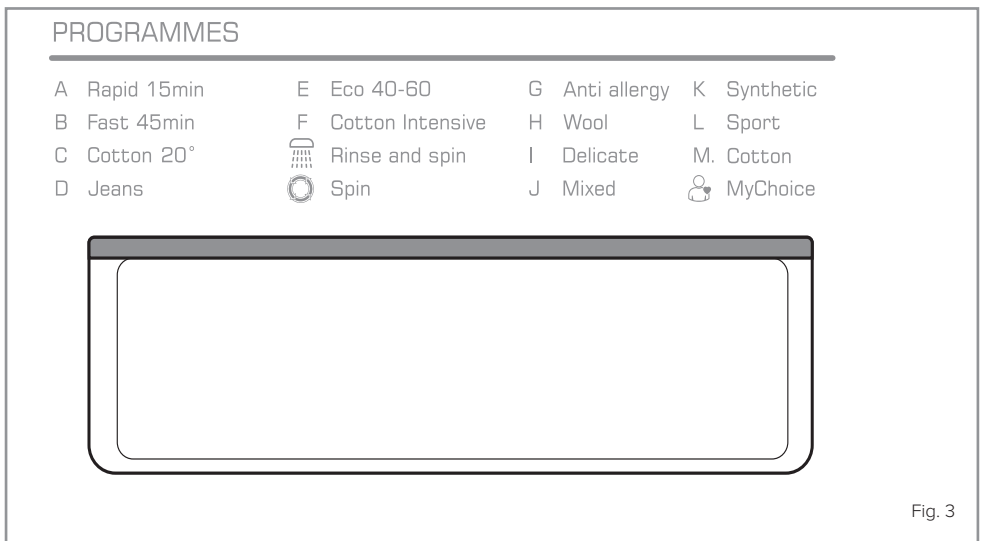 PROGRAMMES
A Rapid 15min E Eco 40-60 G Anti allergy K Synthetic
B Fast 45min F Cotton Intensive H Wool L Sport
C Cotton 20° Rinse and spin I Delicate M. Cotton
D Jeans Spin J Mixed MyChoice
Fig. 3